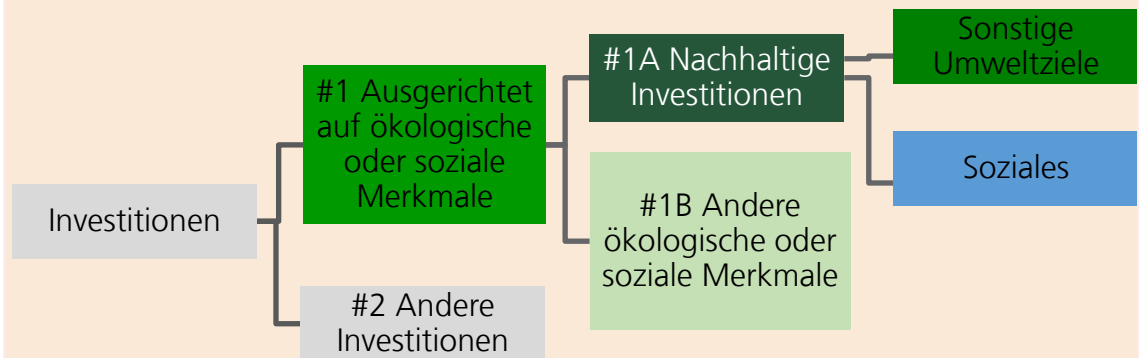 Investitionen
#1 Ausgerichtet
auf ökologische
oder soziale
Merkmale
#2 Andere
Investitionen
#1A Nachhaltige
Investitionen
#1B Andere
ökologische oder
soziale Merkmale
Sonstige
Umweltziele
Soziales